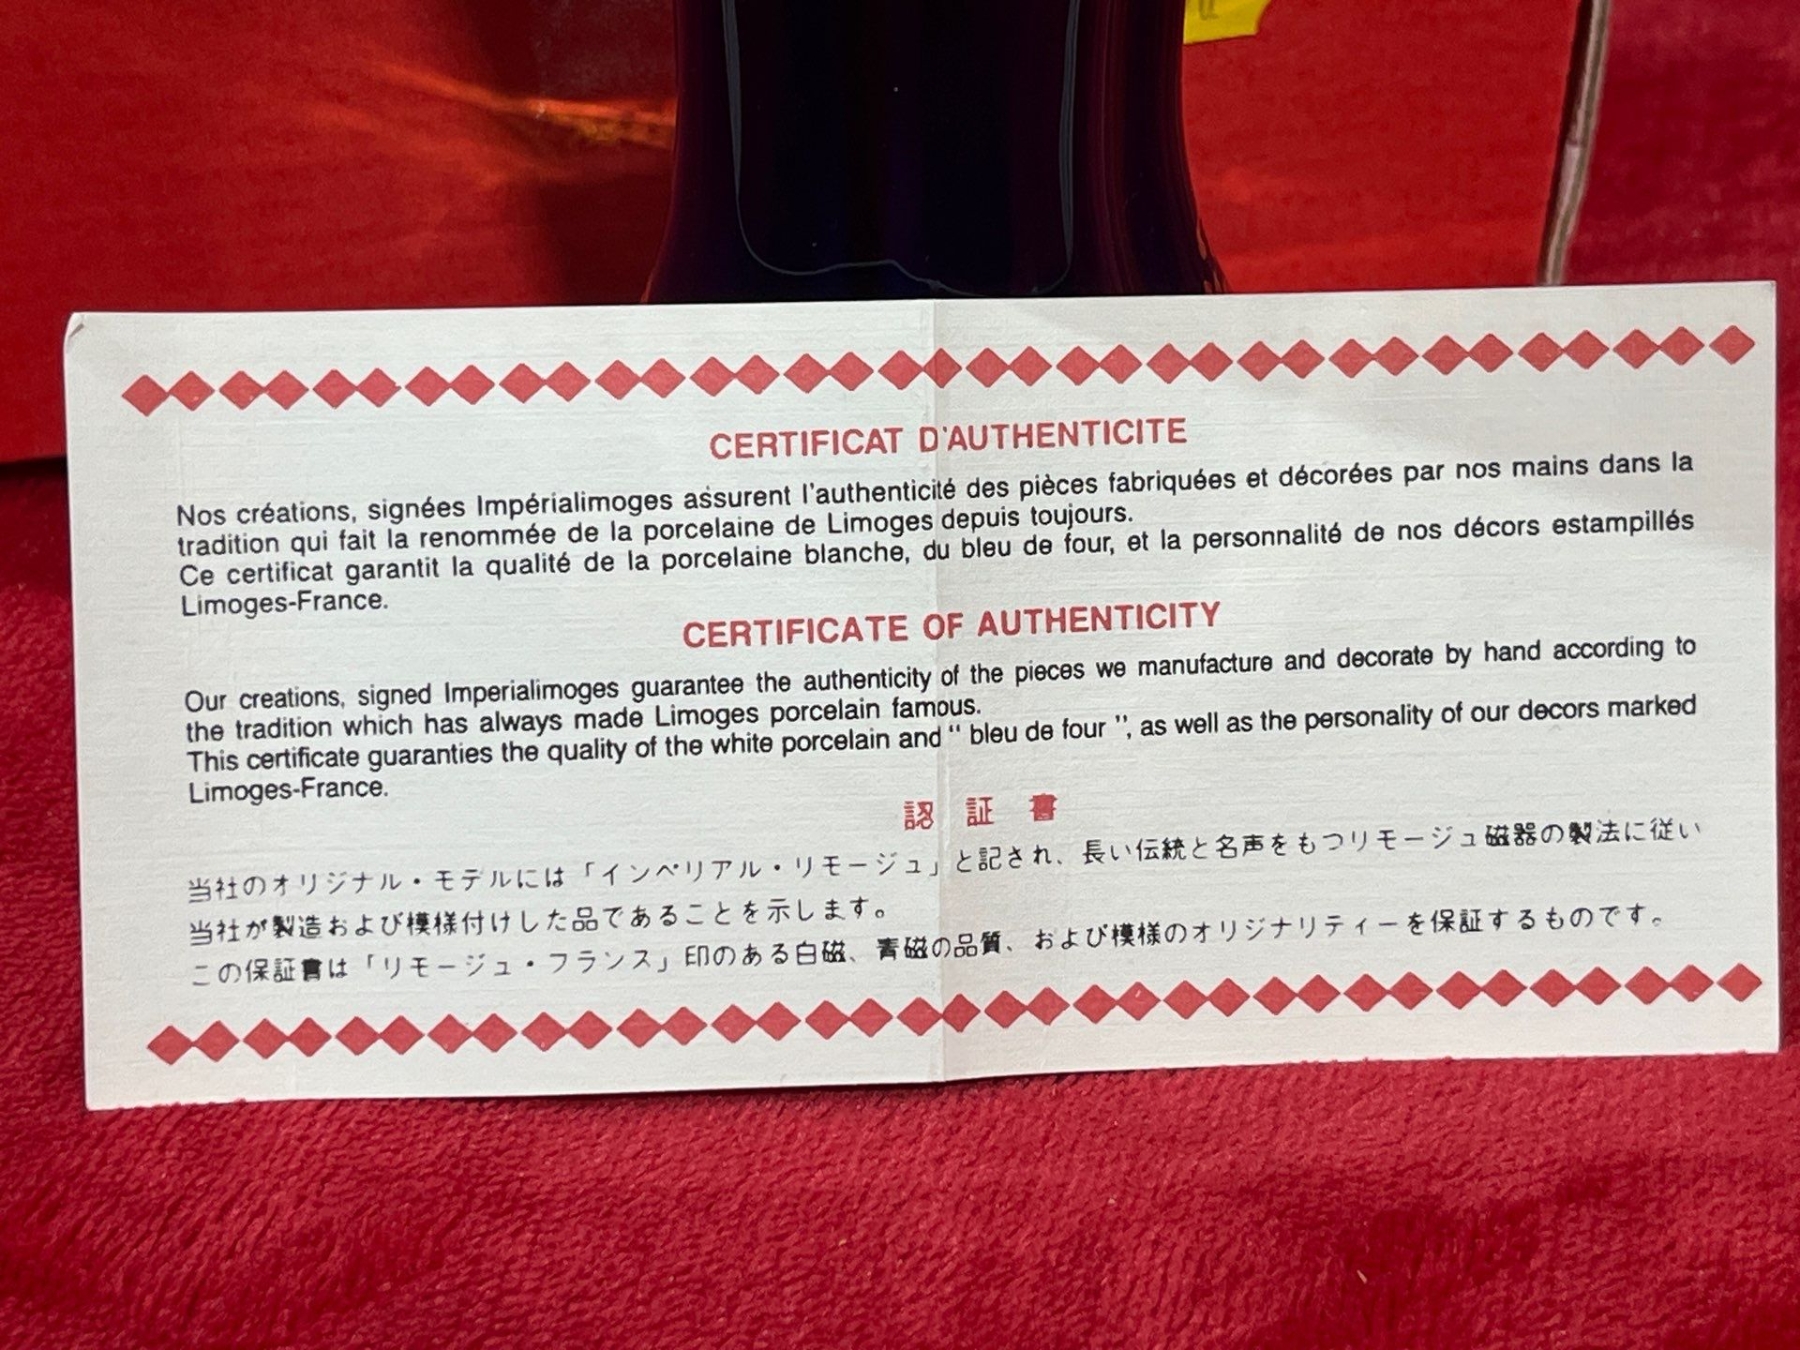 CERTIFICAT D'AUTHENTICITE
Nos créations, signées Impérialimoges assurent l'authenticité des pièces fabriquées et décorées par nos mains dans la
tradition qui fait la renommée de la porcelaine de Limoges depuis toujours.
Ce certificat garantit la qualité de la porcelaine blanche, du bleu de four, et la personnalité de nos décors estampillés
Limoges-France.
CERTIFICATE OF AUTHENTICITY
Our creations, signed Imperialimoges guarantee the authenticity of the pieces we manufacture and decorate by hand according to
the tradition which has always made Limoges porcelain famous.
This certificate guaranties the quality of the white porcelain and “ bleu de four ”, as well as the personality of our decors marked
Limoges-France.
認 証 書
当社のオリジナル・モデルには「インペリアル・リモージュ」と記され、長い伝統と名声をもつリモージュ磁器の製法に従い
当社が製造および模様付けした品であることを示します。
この保証書は「リモージュ・フランス」印のある白磁、青磁の品質、および模様のオリジナリティーを保証するものです。